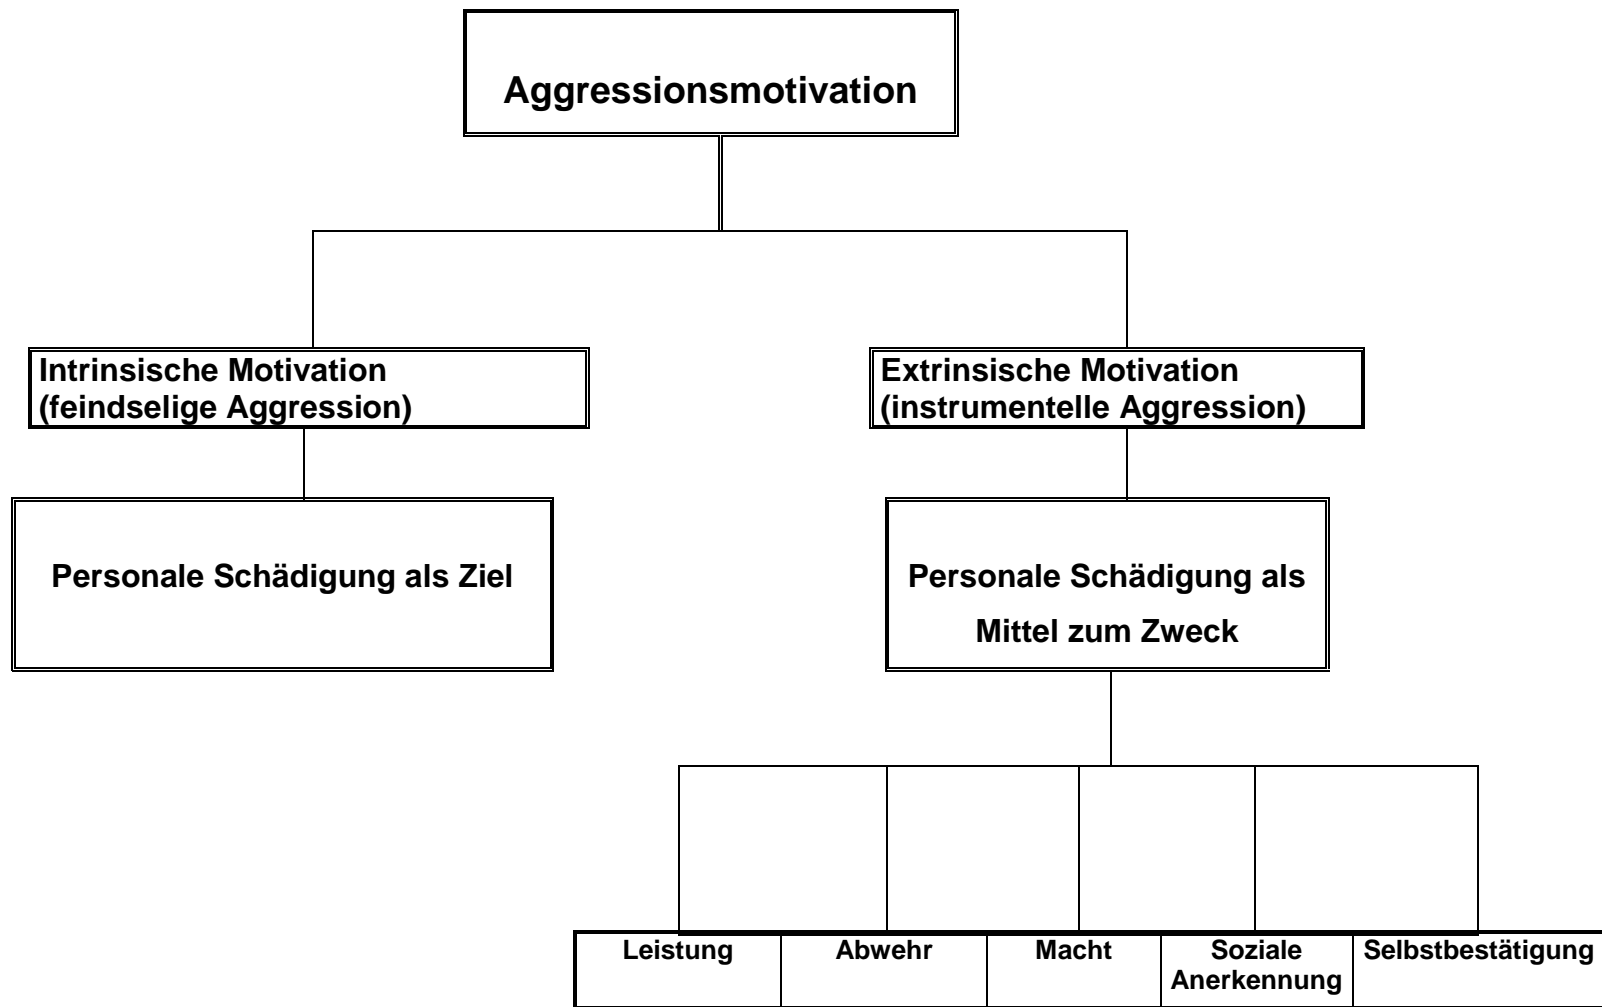 Aggressionsmotivation
Intrinsische Motivation
(feindselige Aggression)
Extrinsische Motivation
(instrumentelle Aggression)
Personale Schädigung als Ziel
Personale Schädigung als
Mittel zum Zweck
Leistung
Abwehr
Macht
Soziale
Anerkennung
Selbstbestätigung